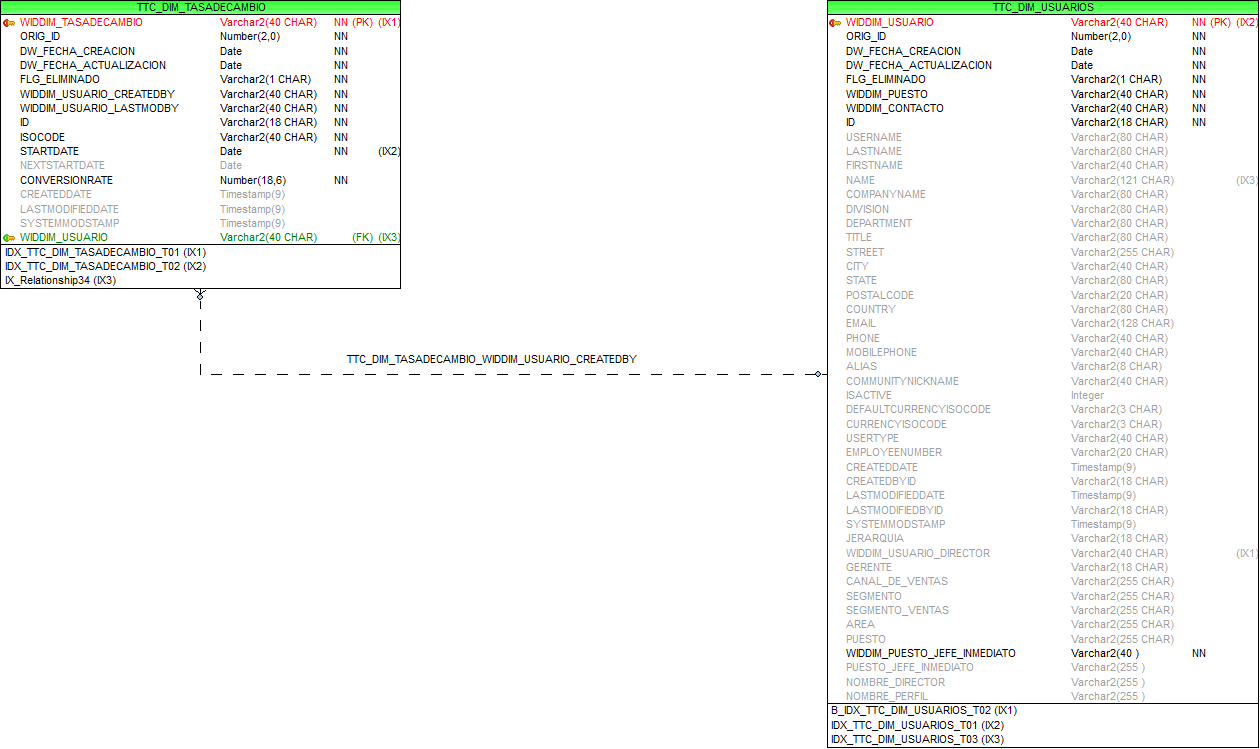 TTC_DIM_TASADECAMBIO
WIDDIM_TASADECAMBIO Varchar2(40 CHAR) NN (PK) (IX1)
ORIG_ID Number(2,0) NN
DW_FECHA_CREACION Date NN
DW_FECHA_ACTUALIZACION Date NN
FLG_ELIMINADO Varchar2(1 CHAR) NN
WIDDIM_USUARIO_CREATEDBY Varchar2(40 CHAR) NN
WIDDIM_USUARIO_LASTMODBY Varchar2(40 CHAR) NN
ID Varchar2(18 CHAR) NN
ISOCODE Varchar2(40 CHAR) NN
STARTDATE Date NN (IX2)
NEXTSTARTDATE Date
CONVERSIONRATE Number(18,6) NN
CREATEDDATE Timestamp(9)
LASTMODIFIEDDATE Timestamp(9)
SYSTEMMODSTAMP Timestamp(9)
WIDDIM_USUARIO Varchar2(40 CHAR) (FK) (IX3)
IDX_TTC_DIM_TASADECAMBIO_T01 (IX1)
IDX_TTC_DIM_TASADECAMBIO_T02 (IX2)
IX_Relationship34 (IX3)
TTC_DIM_TASADECAMBIO_WIDDIM_USUARIO_CREATEDBY
TTC_DIM_USUARIOS
WIDDIM_USUARIO Varchar2(40 CHAR) NN (PK) (IX2)
ORIG_ID Number(2,0) NN
DW_FECHA_CREACION Date NN
DW_FECHA_ACTUALIZACION Date NN
FLG_ELIMINADO Varchar2(1 CHAR) NN
WIDDIM_PUESTO Varchar2(40 CHAR) NN
WIDDIM_CONTACTO Varchar2(40 CHAR) NN
ID Varchar2(18 CHAR) NN
USERNAME Varchar2(80 CHAR)
LASTNAME Varchar2(80 CHAR)
FIRSTNAME Varchar2(40 CHAR)
NAME Varchar2(121 CHAR) (IX3)
COMPANYNAME Varchar2(80 CHAR)
DIVISION Varchar2(80 CHAR)
DEPARTMENT Varchar2(80 CHAR)
TITLE Varchar2(80 CHAR)
STREET Varchar2(255 CHAR)
CITY Varchar2(40 CHAR)
STATE Varchar2(80 CHAR)
POSTALCODE Varchar2(20 CHAR)
COUNTRY Varchar2(80 CHAR)
EMAIL Varchar2(128 CHAR)
PHONE Varchar2(40 CHAR)
MOBILEPHONE Varchar2(40 CHAR)
ALIAS Varchar2(8 CHAR)
COMMUNITYNICKNAME Varchar2(40 CHAR)
ISACTIVE Integer
DEFAULTCURRENCYISOCODE Varchar2(3 CHAR)
CURRENCYISOCODE Varchar2(3 CHAR)
USERTYPE Varchar2(40 CHAR)
EMPLOYEENUMBER Varchar2(20 CHAR)
CREATEDDATE Timestamp(9)
CREATEDBYID Varchar2(18 CHAR)
LASTMODIFIEDDATE Timestamp(9)
LASTMODIFIEDBYID Varchar2(18 CHAR)
SYSTEMMODSTAMP Timestamp(9)
JERARQUIA Varchar2(18 CHAR)
WIDDIM_USUARIO_DIRECTOR Varchar2(40 CHAR) (IX1)
GERENTE Varchar2(18 CHAR)
CANAL_DE_VENTAS Varchar2(255 CHAR)
SEGMENTO Varchar2(255 CHAR)
SEGMENTO_VENTAS Varchar2(255 CHAR)
AREA Varchar2(255 CHAR)
PUESTO Varchar2(255 CHAR)
WIDDIM_PUESTO_JEFE_INMEDIATO Varchar2(40 ) NN
PUESTO_JEFE_INMEDIATO Varchar2(255 )
NOMBRE_DIRECTOR Varchar2(255 )
NOMBRE_PERFIL Varchar2(255 )
B_IDX_TTC_DIM_USUARIOS_T02 (IX1)
IDX_TTC_DIM_USUARIOS_T01 (IX2)
IDX_TTC_DIM_USUARIOS_T03 (IX3)